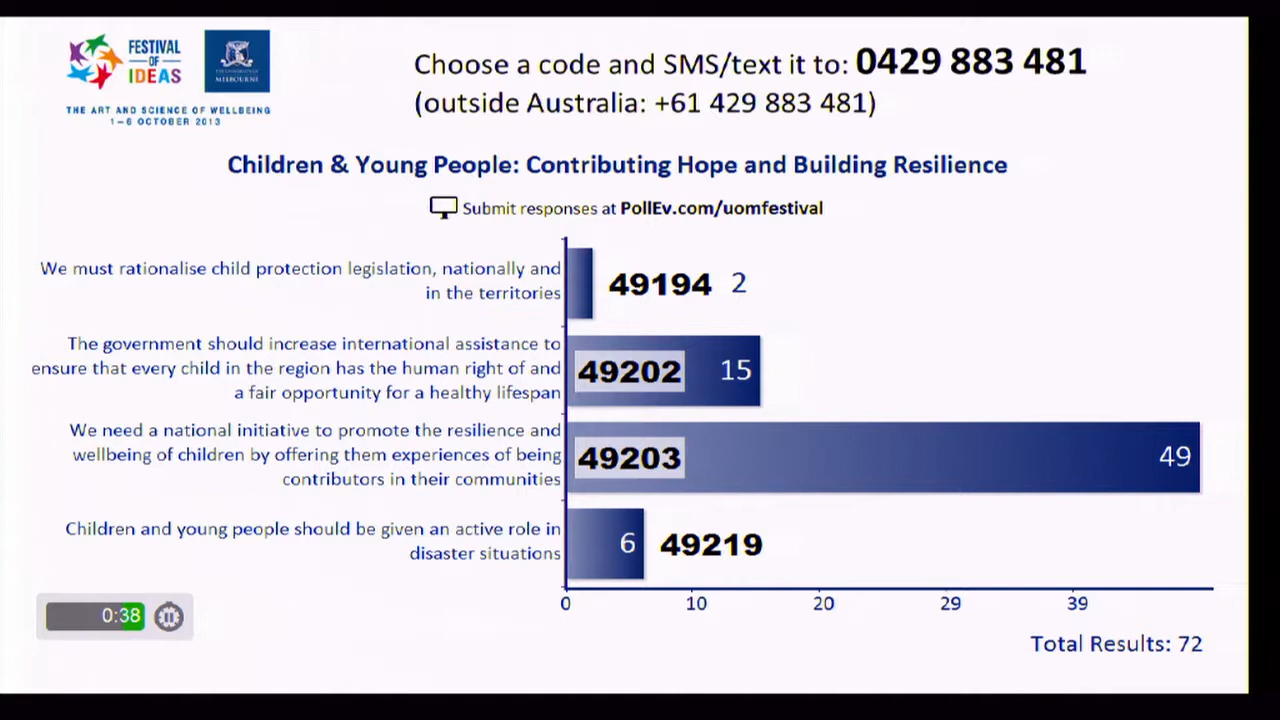 FESTIVAL
OF
IDEAS
THE UNIVERSITY OF
MELBOURNE
THE ART AND SCIENCE OF WELLBEING
1–6 OCTOBER 2013
Choose a code and SMS/text it to: 0429 883 481
(outside Australia: +61 429 883 481)
Children & Young People: Contributing Hope and Building Resilience
Submit responses at PollEv.com/uomfestival
We must rationalise child protection legislation, nationally and
in the territories
49194 2
The government should increase international assistance to
ensure that every child in the region has the human right of and
a fair opportunity for a healthy lifespan
49202 15
We need a national initiative to promote the resilience and
wellbeing of children by offering them experiences of being
contributors in their communities
49203 49
Children and young people should be given an active role in
disaster situations
6 49219
0 10 20 29 39
0:38
Total Results: 72